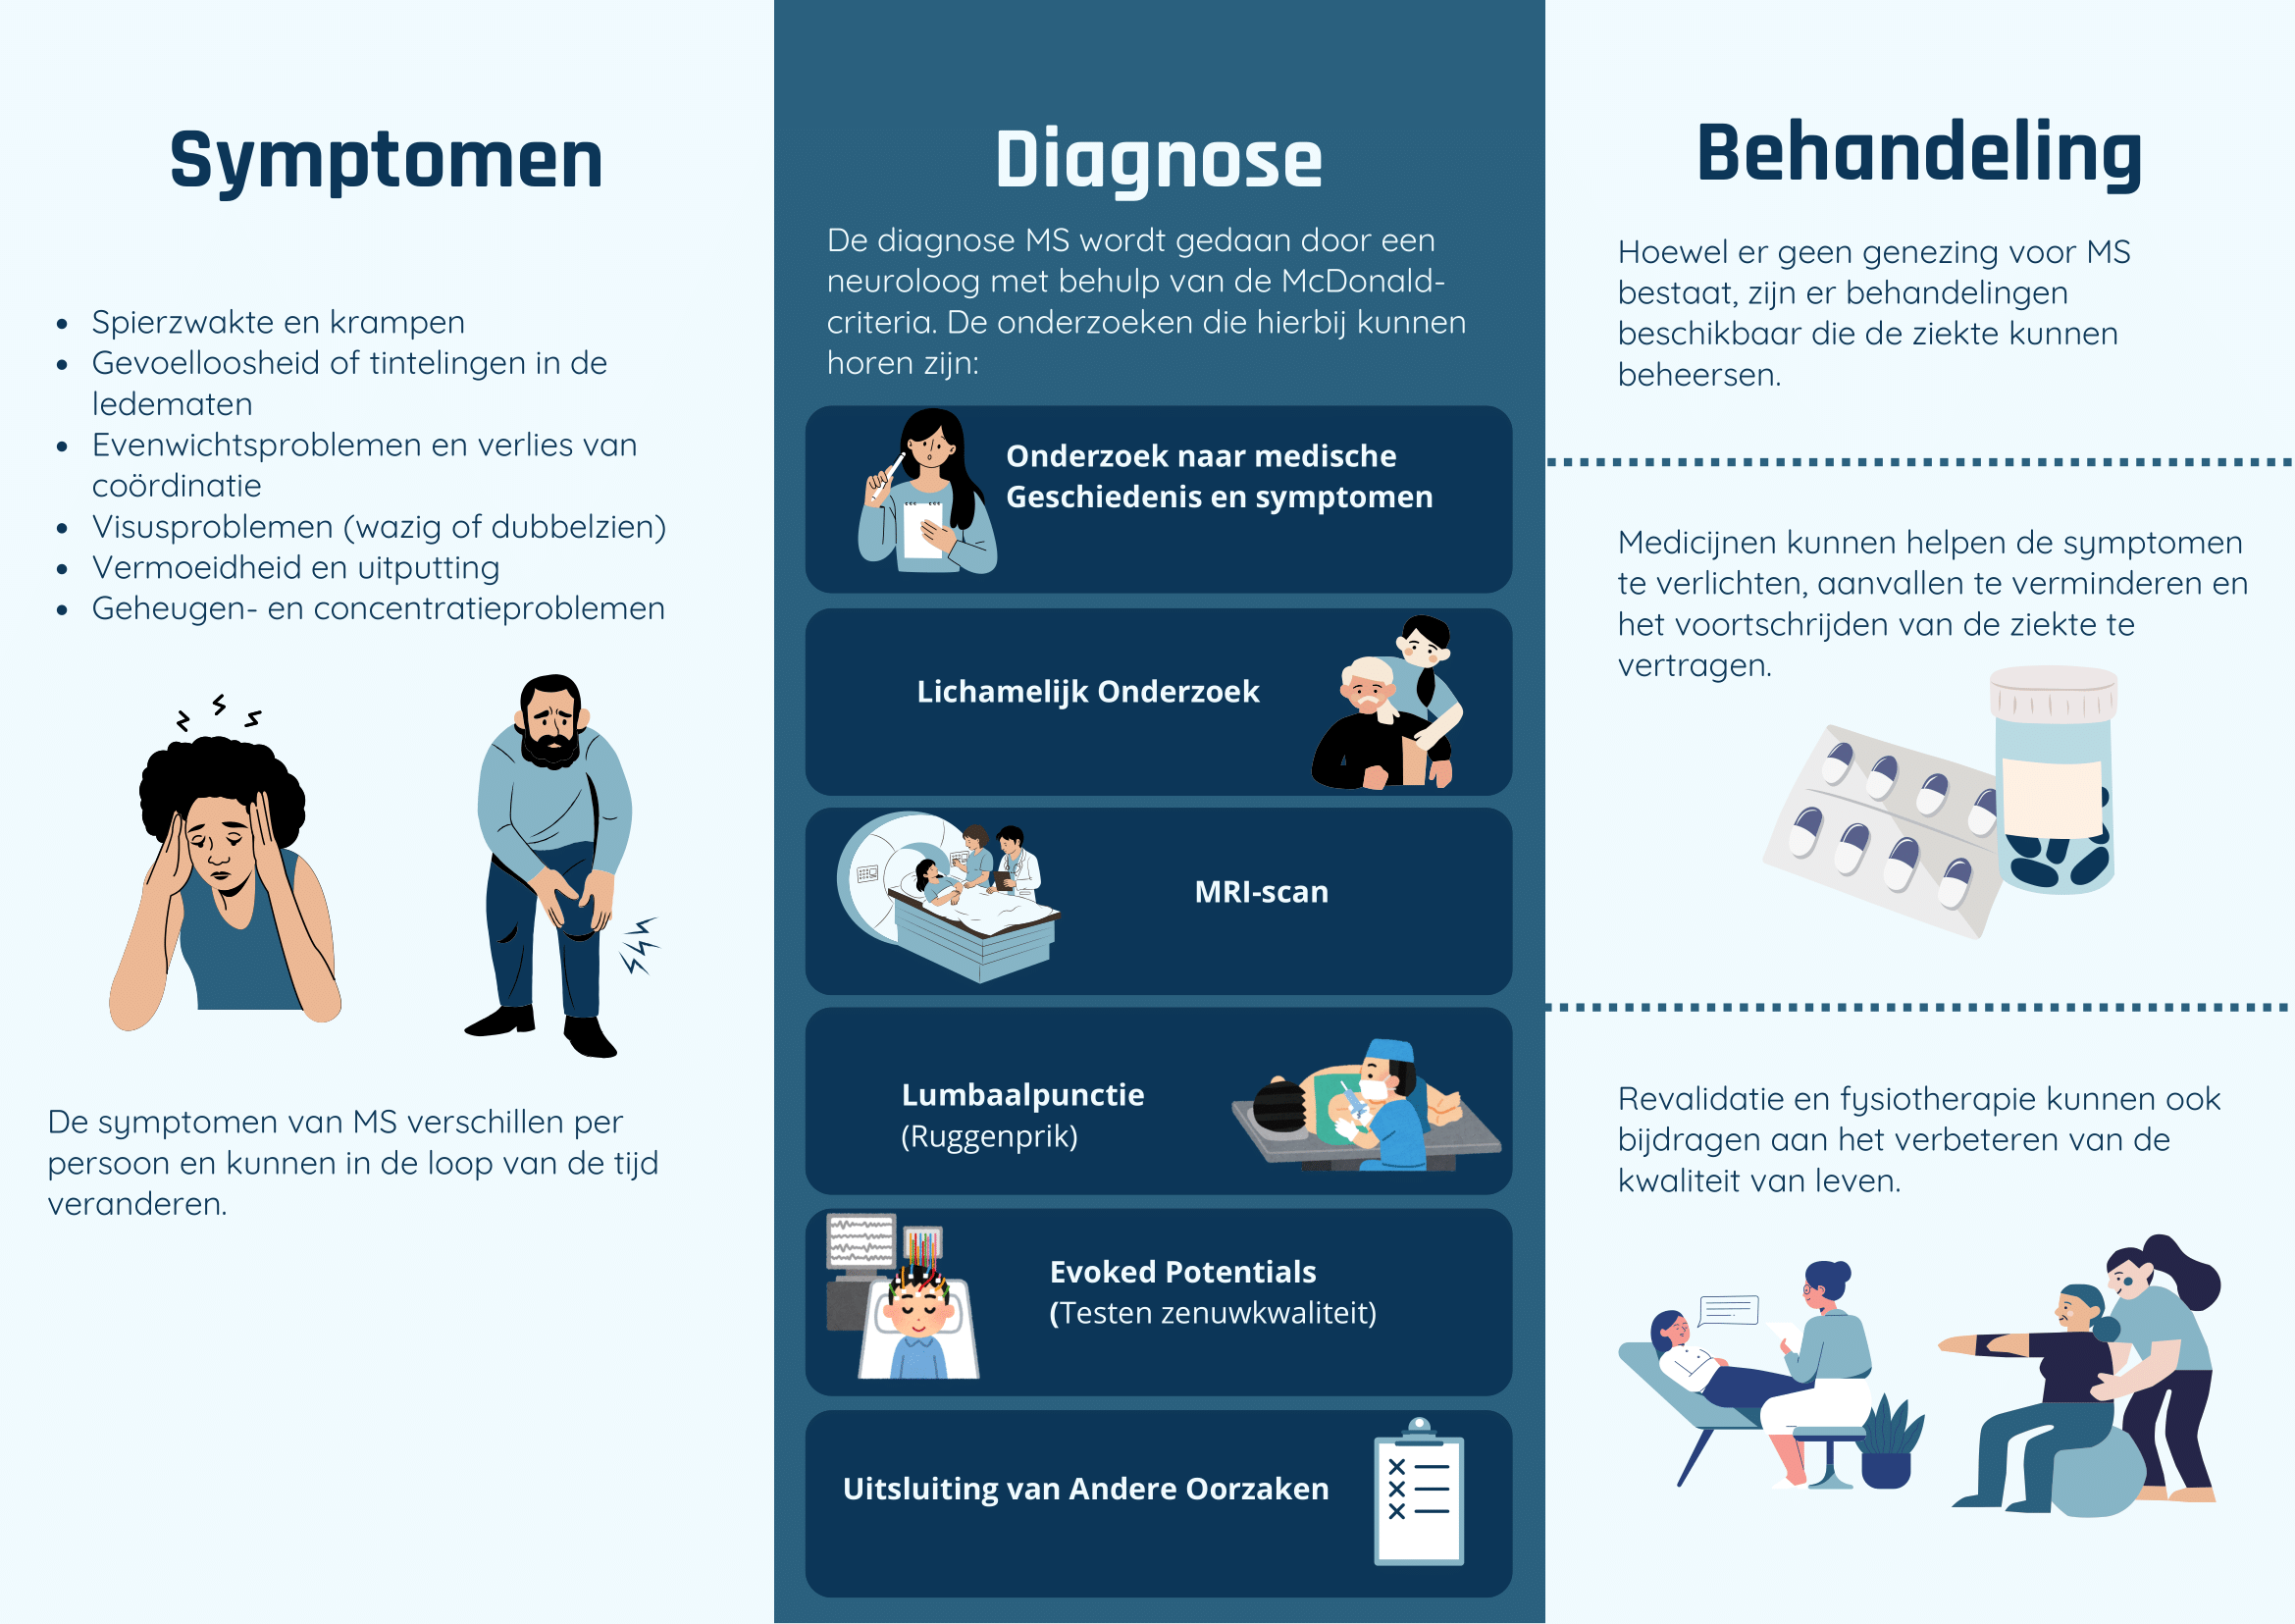 Symptomen
• Spierzwakte en krampen
• Gevoelloosheid of tintelingen in de
ledematen
• Evenwichtsproblemen en verlies van
coördinatie
• Visusproblemen (wazig of dubbelzien)
• Vermoeidheid en uitputting
• Geheugen- en concentratieproblemen
De symptomen van MS verschillen per
persoon en kunnen in de loop van de tijd
veranderen.
Diagnose
De diagnose MS wordt gedaan door een
neuroloog met behulp van de McDonald-
criteria. De onderzoeken die hierbij kunnen
horen zijn:
Onderzoek naar medische
Geschiedenis en symptomen
Lichamelijk Onderzoek
MRI-scan
Lumbaalpunctie
(Ruggenprik)
Evoked Potentials
(Testen zenuwkwaliteit)
Uitsluiting van Andere Oorzaken
Behandeling
Hoewel er geen genezing voor MS
bestaat, zijn er behandelingen
beschikbaar die de ziekte kunnen
beheersen.
Medicijnen kunnen helpen de symptomen
te verlichten, aanvallen te verminderen en
het voortschrijden van de ziekte te
vertragen.
Revalidatie en fysiotherapie kunnen ook
bijdragen aan het verbeteren van de
kwaliteit van leven.